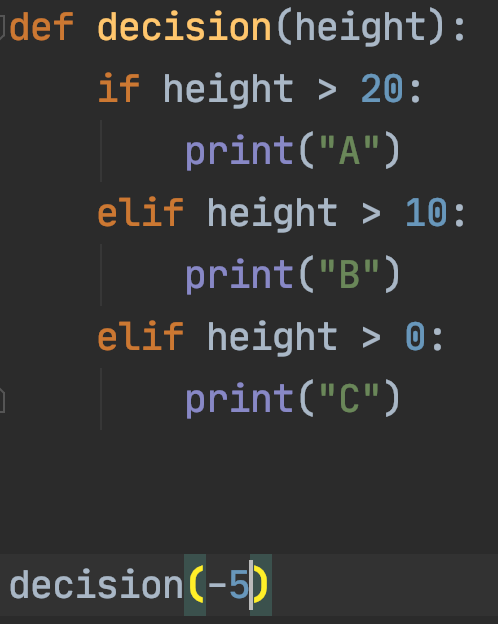 def decision(height):
    if height > 20:
        print("A")
    elif height > 10:
        print("B")
    elif height > 0:
        print("C")
decision(-5)